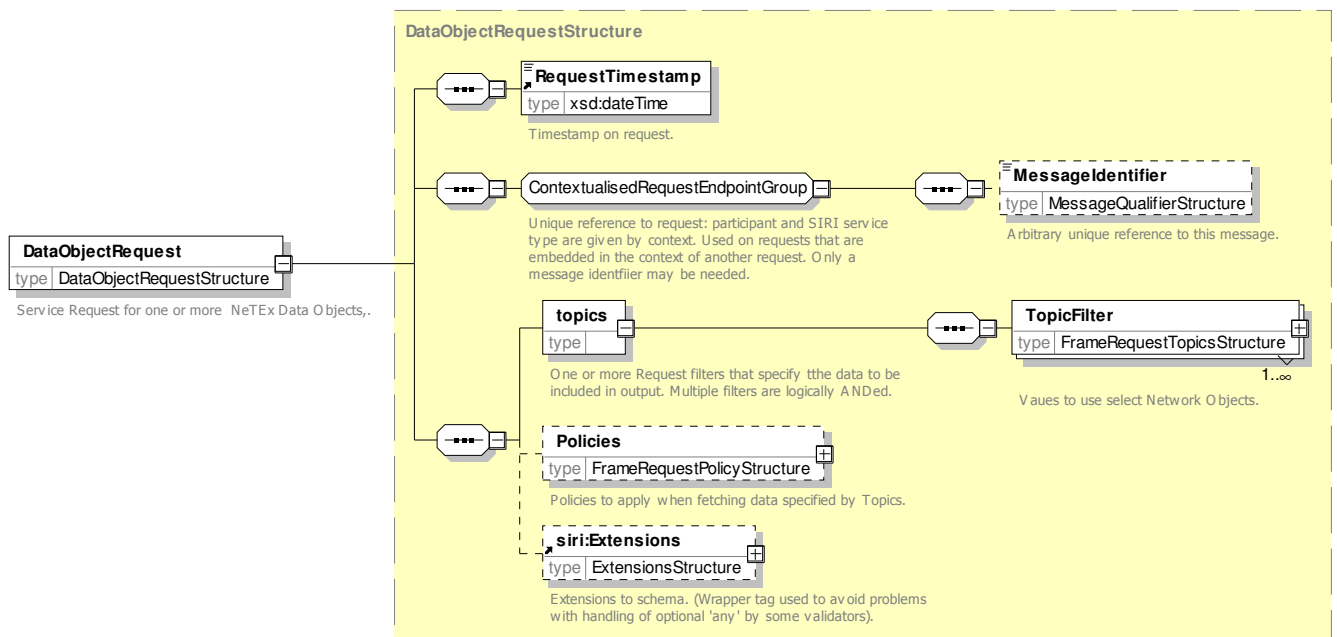 DataObjectRequestStructure
RequestTimestamp
type xsd:dateTime
Timestamp on request.
ContextualisedRequestEndpointGroup
Unique reference to request: participant and SIRI service
type are given by context. Used on requests that are
embedded in the context of another request. Only a
message identfiier may be needed.
MessageIdentifier
type MessageQualifierStructure
Arbitrary unique reference to this message.
DataObjectRequest
type DataObjectRequestStructure
Service Request for one or more NeTEx Data Objects,.
topics
type
One or more Request filters that specify tthe data to be
included in output. Multiple filters are logically ANDed.
TopicFilter
type FrameRequestTopicsStructure
1..∞
Vaues to use select Network Objects.
Policies
type FrameRequestPolicyStructure
Policies to apply when fetching data specified by Topics.
siri:Extensions
type ExtensionsStructure
Extensions to schema. (Wrapper tag used to avoid problems
with handling of optional 'any' by some validators).